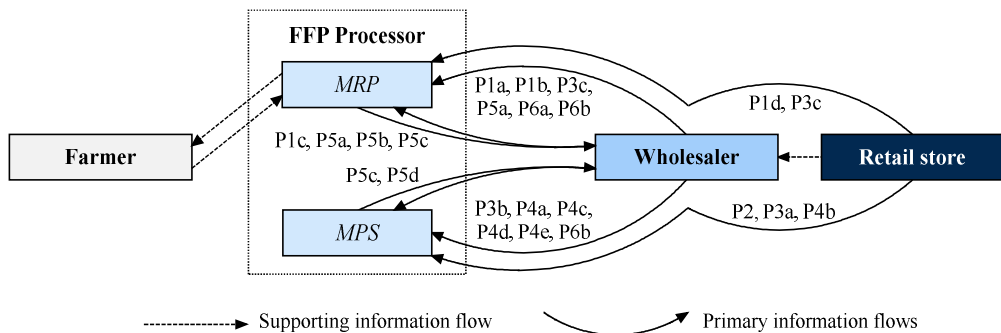 FFP Processor
MRP
P1a, P1b, P3c,
P5a, P6a, P6b
P1d, P3c
P1c, P5a, P5b, P5c
Farmer
Wholesaler
Retail store
P5c, P5d
MPS
P3b, P4a, P4c,
P4d, P4e, P6b
P2, P3a, P4b
Supporting information flow
Primary information flows